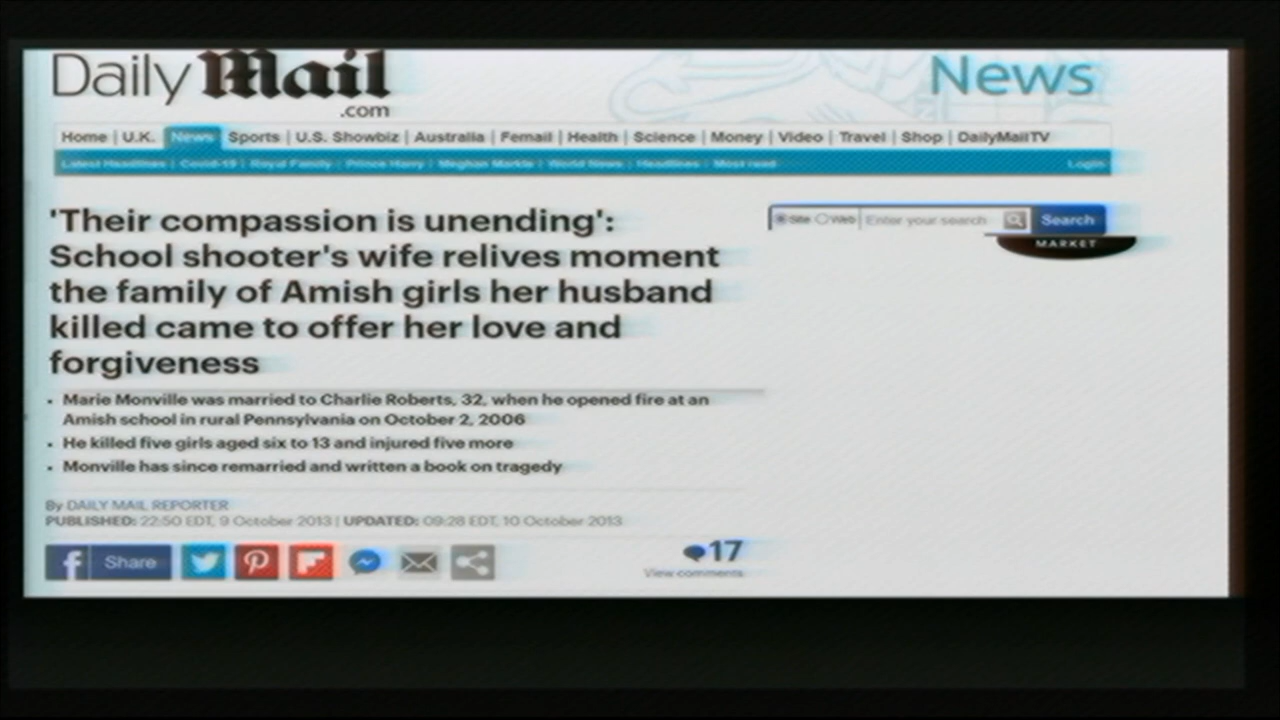 Daily Mail
.com
News
Home | U.K. | News | Sports | U.S. Showbiz | Australia | Femail | Health | Science | Money | Video | Travel | Shop | DailyMailTV
Latest Headlines | Covid-19 | Royal Family | Prince Harry | Meghan Markle | World News | Headlines | Most read
Login
'Their compassion is unending':
School shooter's wife relives moment
the family of Amish girls her husband
killed came to offer her love and
forgiveness
Site Web Enter your search Search
MARKET
• Marie Monville was married to Charlie Roberts, 32, when he opened fire at an
Amish school in rural Pennsylvania on October 2, 2006
• He killed five girls aged six to 13 and injured five more
• Monville has since remarried and written a book on tragedy
By DAILY MAIL REPORTER
PUBLISHED: 22:50 EDT, 9 October 2013 | UPDATED: 09:28 EDT, 10 October 2013
Share
17
View comments